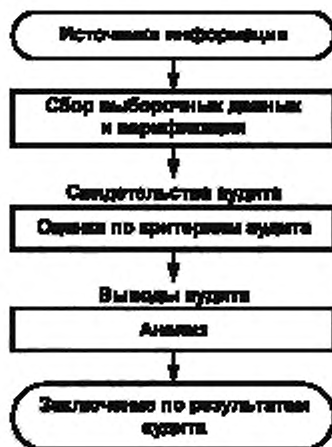 Источники информации
Сбор выборочных данных
и верификация
Свидетельства аудита
Оценка по критериям аудита
Выводы аудита
Анализ
Заключение по результатам
аудита